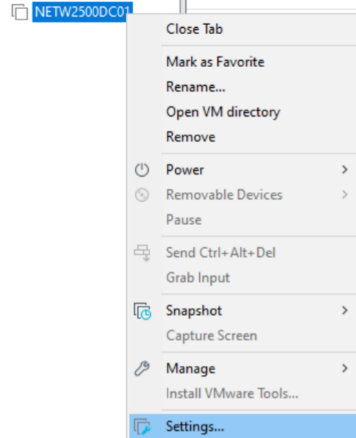 NETW2500DC01
Close Tab
Mark as Favorite
Rename...
Open VM directory
Remove
Power
Removable Devices
Pause
Send Ctrl+Alt+Del
Grab Input
Snapshot
Capture Screen
Manage
Install VMware Tools...
Settings...